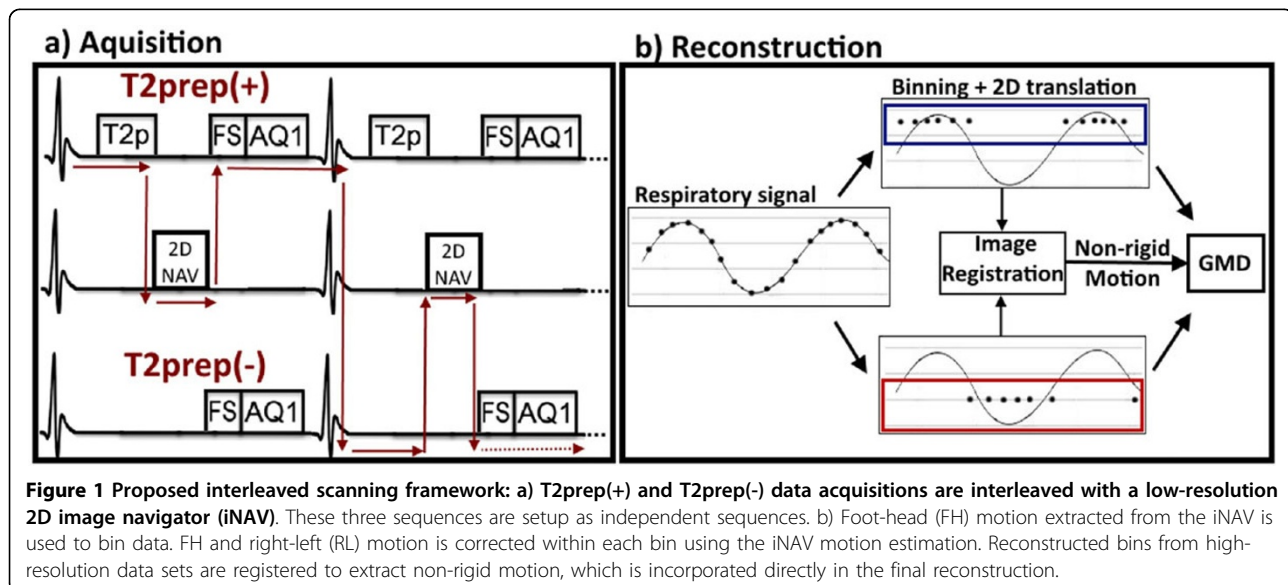 a) Aquisition
T2prep(+)
T2p
FS AQ1
T2p
FS AQ1
2D
NAV
2D
NAV
T2prep(-)
FS AQ1
FS AQ1
b) Reconstruction
Binning + 2D translation
Respiratory signal
Image
Registration
Non-rigid
Motion
GMD
Figure 1 Proposed interleaved scanning framework: a) T2prep(+) and T2prep(-) data acquisitions are interleaved with a low-resolution
2D image navigator (iNAV). These three sequences are setup as independent sequences. b) Foot-head (FH) motion extracted from the iNAV is
used to bin data. FH and right-left (RL) motion is corrected within each bin using the iNAV motion estimation. Reconstructed bins from high-
resolution data sets are registered to extract non-rigid motion, which is incorporated directly in the final reconstruction.